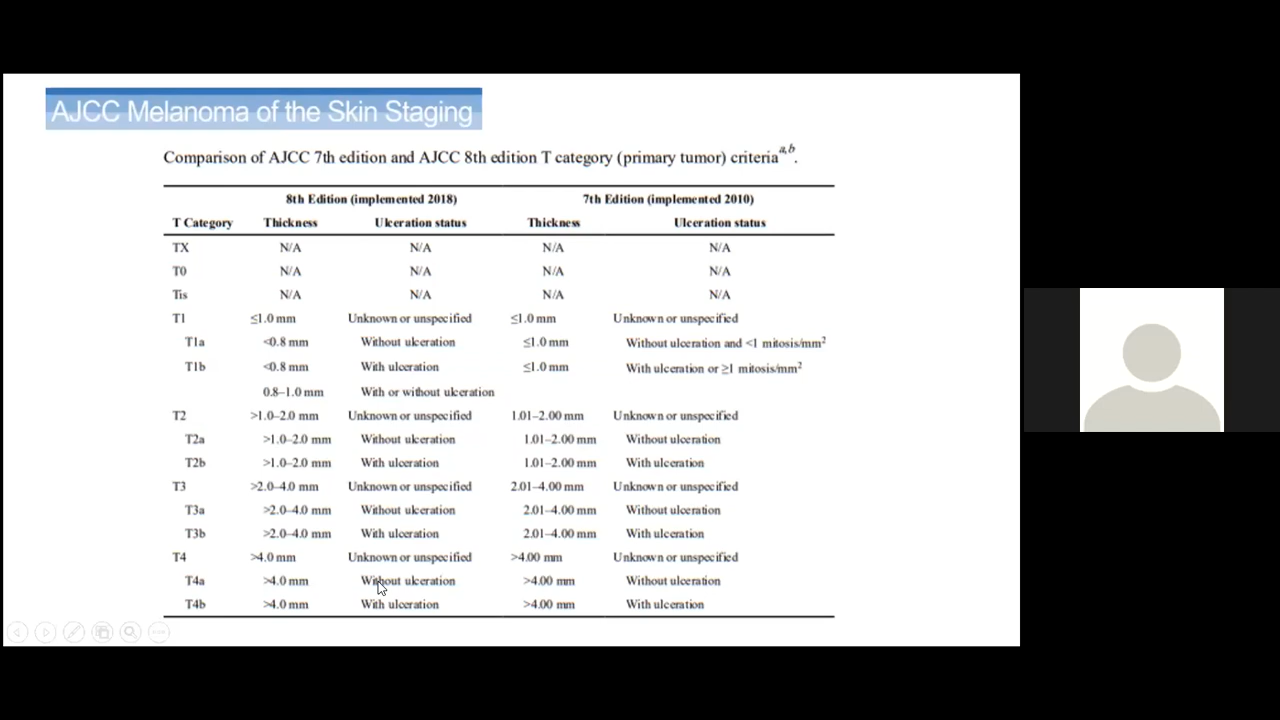 AJCC Melanoma of the Skin Staging
Comparison of AJCC 7th edition and AJCC 8th edition T category (primary tumor) criteria a,b.
8th Edition (implemented 2018) 7th Edition (implemented 2010)
T Category Thickness Ulceration status Thickness Ulceration status
TX N/A N/A N/A N/A
T0 N/A N/A N/A N/A
Tis N/A N/A N/A N/A
T1 ≤1.0 mm Unknown or unspecified ≤1.0 mm Unknown or unspecified
T1a <0.8 mm Without ulceration ≤1.0 mm Without ulceration and <1 mitosis/mm²
T1b <0.8 mm With ulceration ≤1.0 mm With ulceration or ≥1 mitosis/mm²
0.8–1.0 mm With or without ulceration
T2 >1.0–2.0 mm Unknown or unspecified 1.01–2.00 mm Unknown or unspecified
T2a >1.0–2.0 mm Without ulceration 1.01–2.00 mm Without ulceration
T2b >1.0–2.0 mm With ulceration 1.01–2.00 mm With ulceration
T3 >2.0–4.0 mm Unknown or unspecified 2.01–4.00 mm Unknown or unspecified
T3a >2.0–4.0 mm Without ulceration 2.01–4.00 mm Without ulceration
T3b >2.0–4.0 mm With ulceration 2.01–4.00 mm With ulceration
T4 >4.0 mm Unknown or unspecified >4.00 mm Unknown or unspecified
T4a >4.0 mm Without ulceration >4.00 mm Without ulceration
T4b >4.0 mm With ulceration >4.00 mm With ulceration